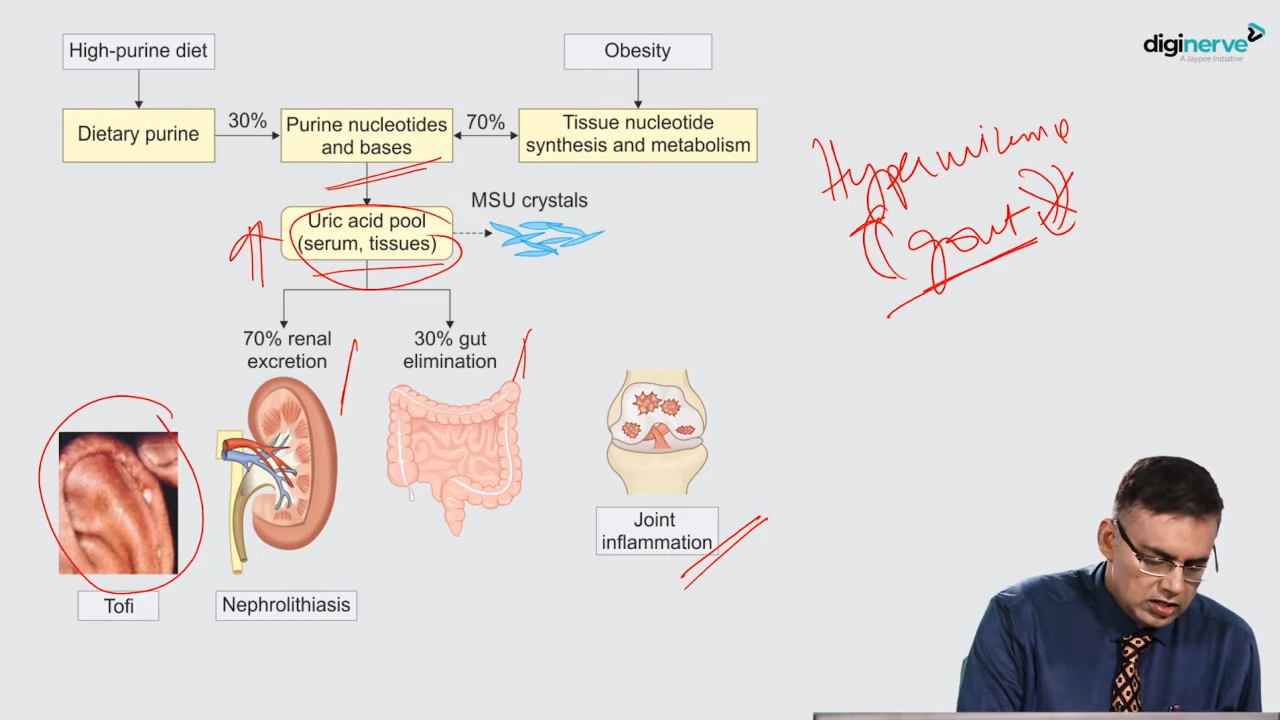 High-purine diet
Obesity
diginerve
A Jaypee Initiative
Dietary purine
30%
Purine nucleotides
and bases
70%
Tissue nucleotide
synthesis and metabolism
Uric acid pool
(serum, tissues)
MSU crystals
gout
70% renal
excretion
30% gut
elimination
Joint
inflammation
Tofi
Nephrolithiasis